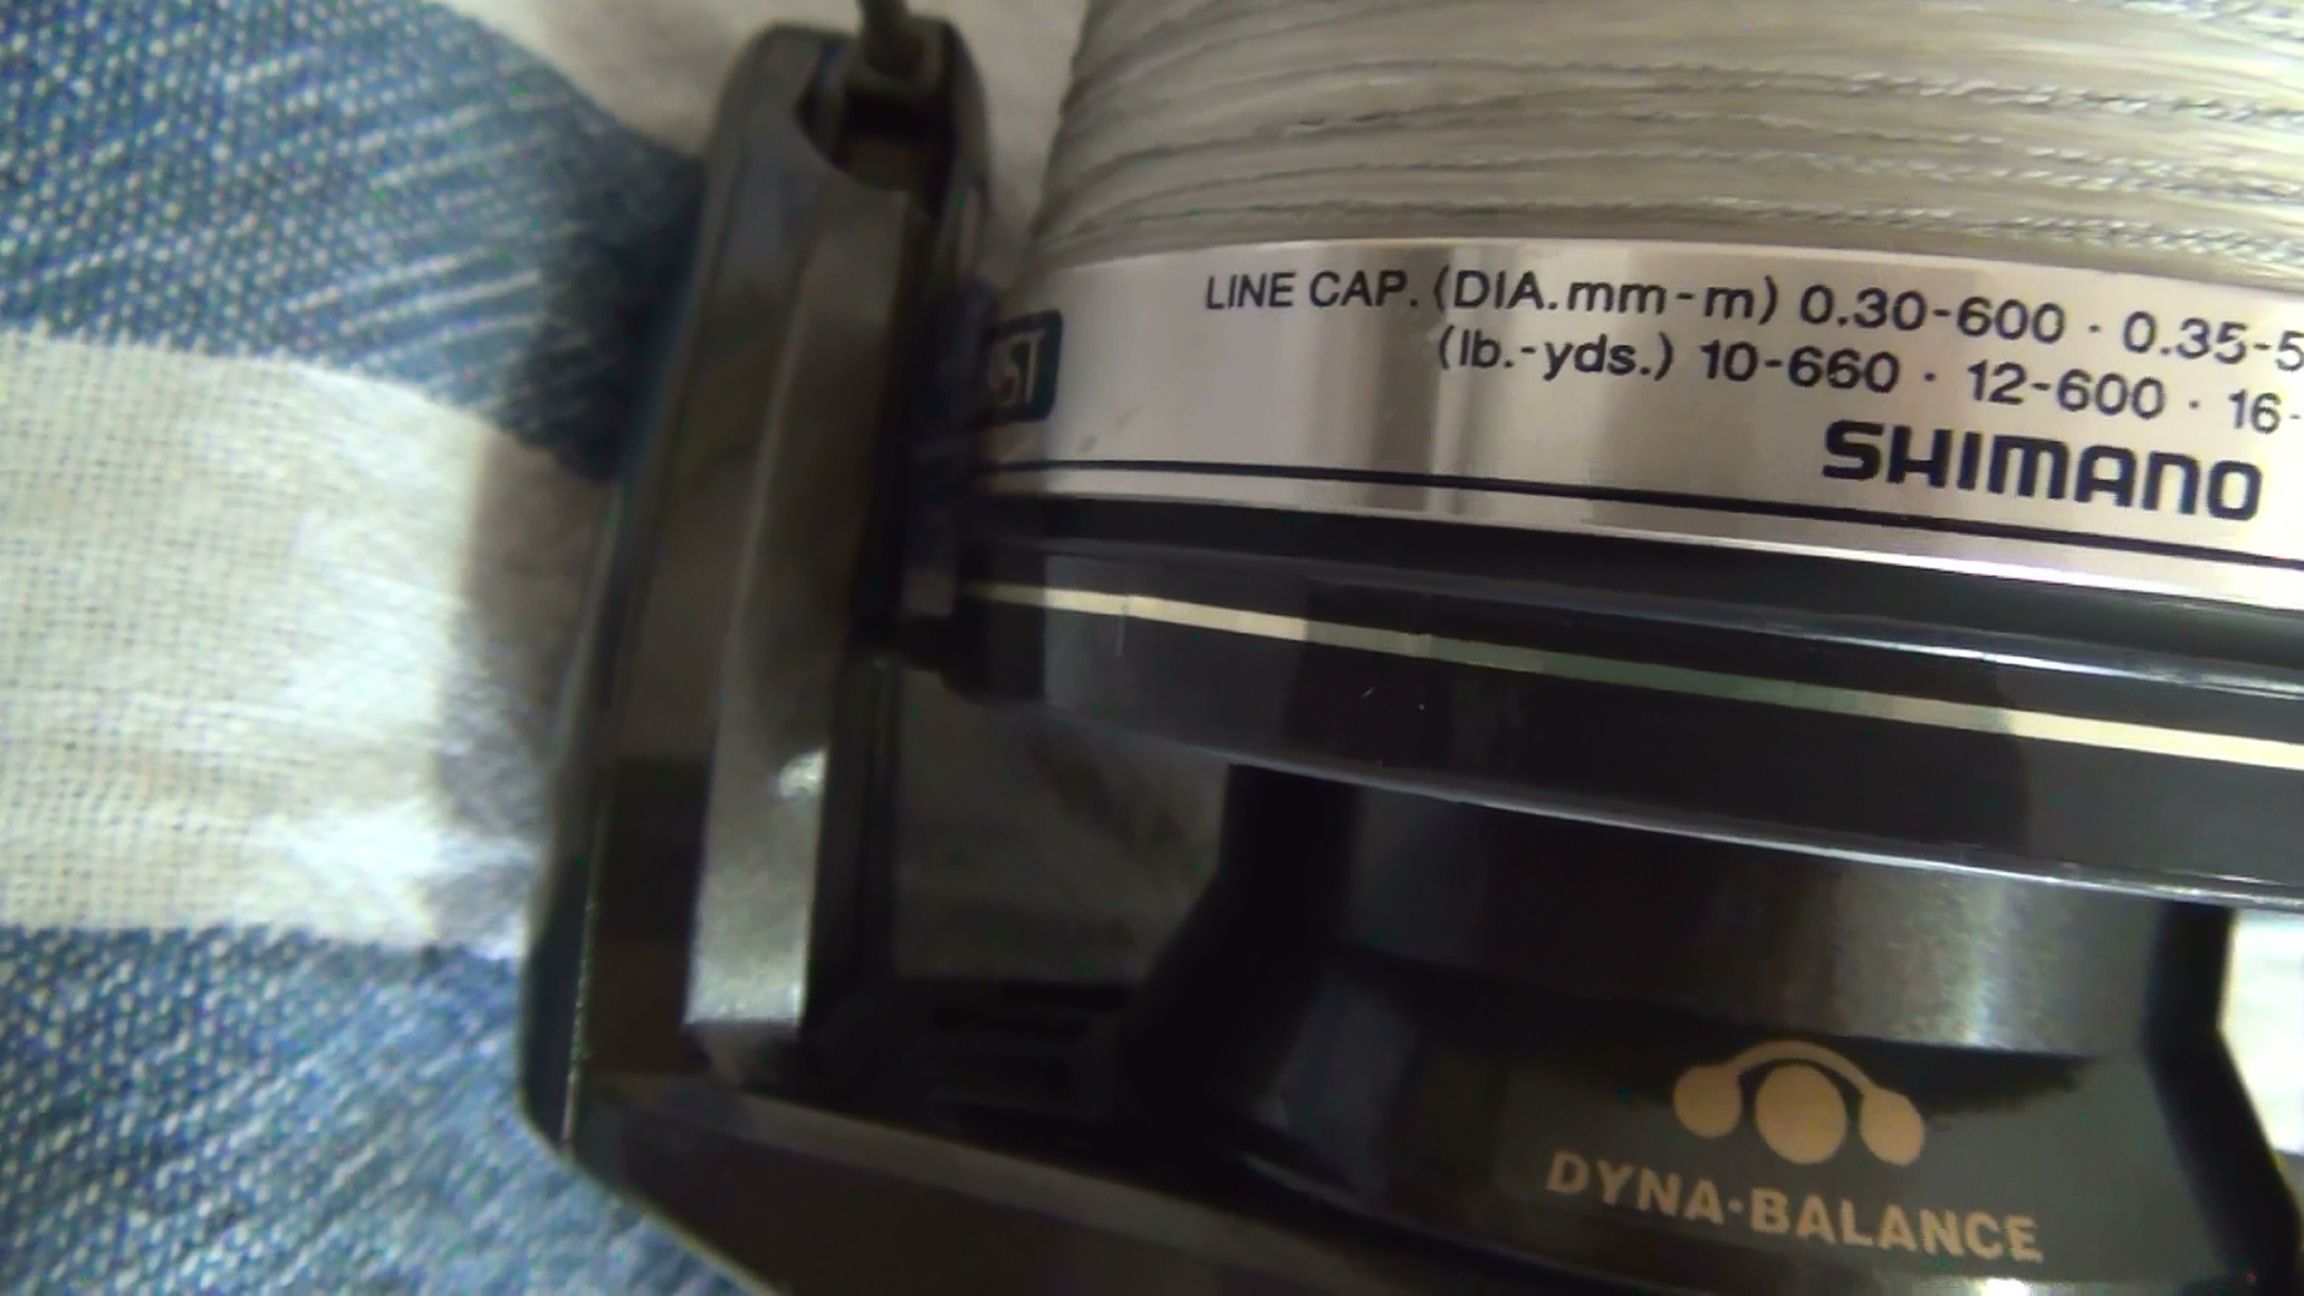 LINE CAP. (DIA.mm-m) 0.30-600 · 0.35-5
(lb.-yds.) 10-660 · 12-600 · 16-
SHIMANO
DYNA·BALANCE